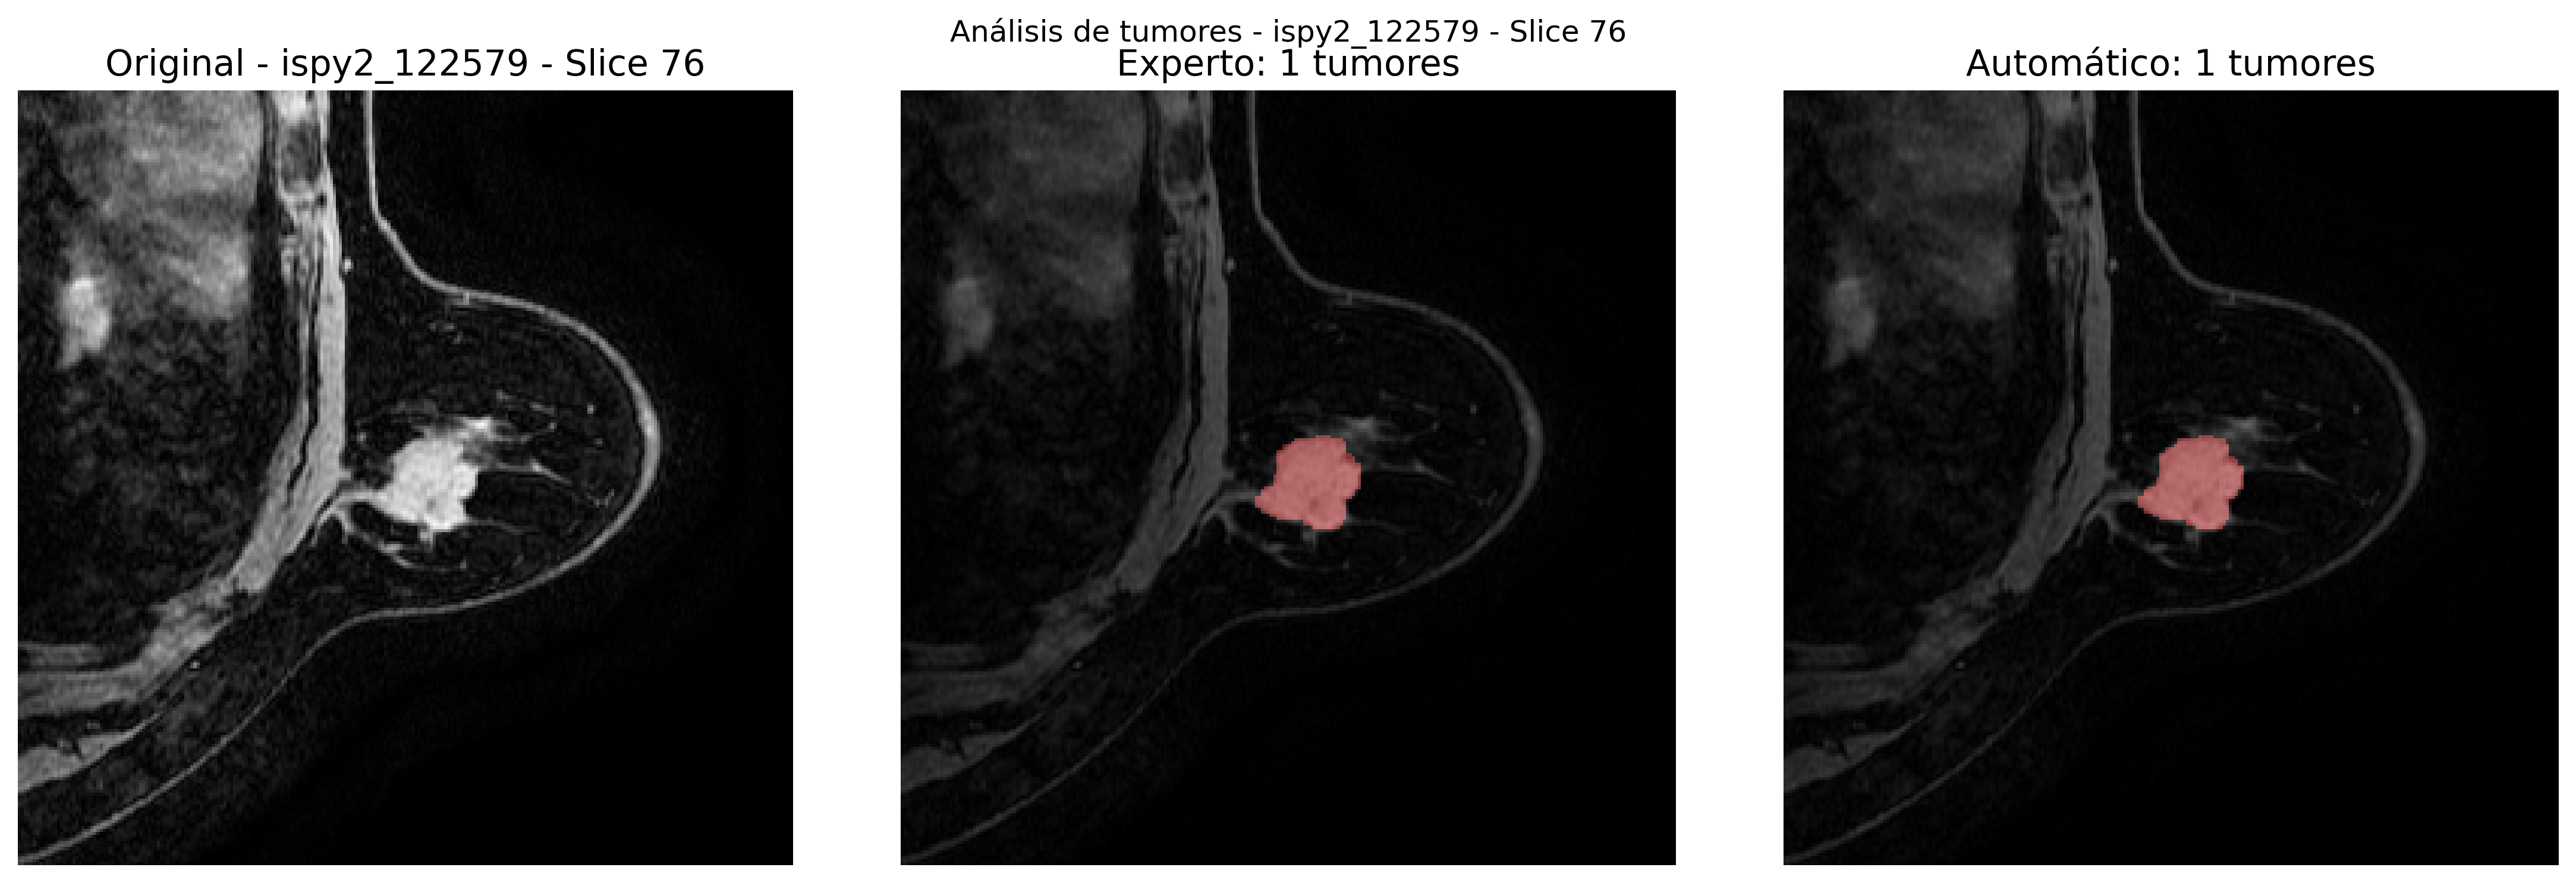 Análisis de tumores - ispy2_122579 - Slice 76
Original - ispy2_122579 - Slice 76
Experto: 1 tumores
Automático: 1 tumores